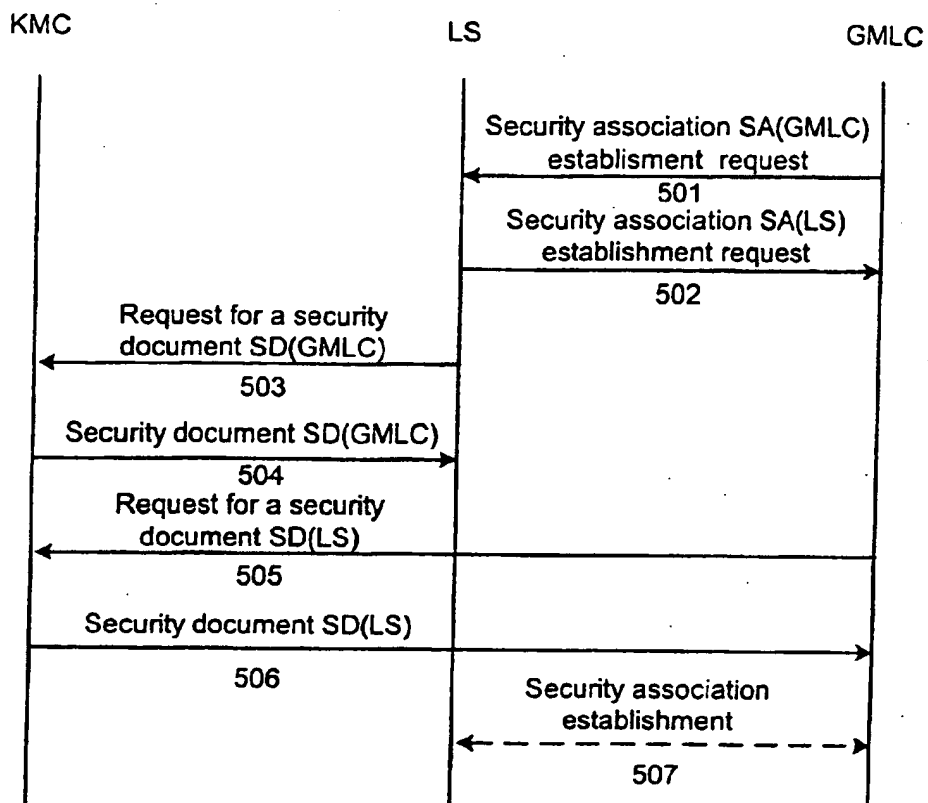 KMC
LS
GMLC
Security association SA(GMLC)
establisment request
501
Security association SA(LS)
establishment request
502
Request for a security
document SD(GMLC)
503
Security document SD(GMLC)
504
Request for a security
document SD(LS)
505
Security document SD(LS)
506
Security association
establishment
507